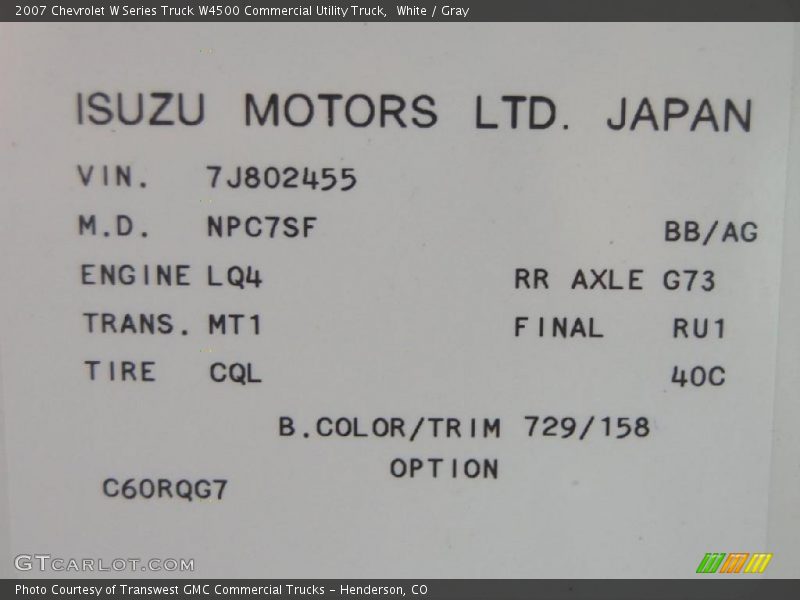 2007 Chevrolet W Series Truck W4500 Commercial Utility Truck, White / Gray
ISUZU MOTORS LTD. JAPAN
VIN. 7J802455
M.D. NPC7SF BB/AG
ENGINE LQ4 RR AXLE G73
TRANS. MT1 FINAL RU1
TIRE CQL 40C
B.COLOR/TRIM 729/158
OPTION
C60RQG7
GTCARLOT.COM
Photo Courtesy of Transwest GMC Commercial Trucks - Henderson, CO